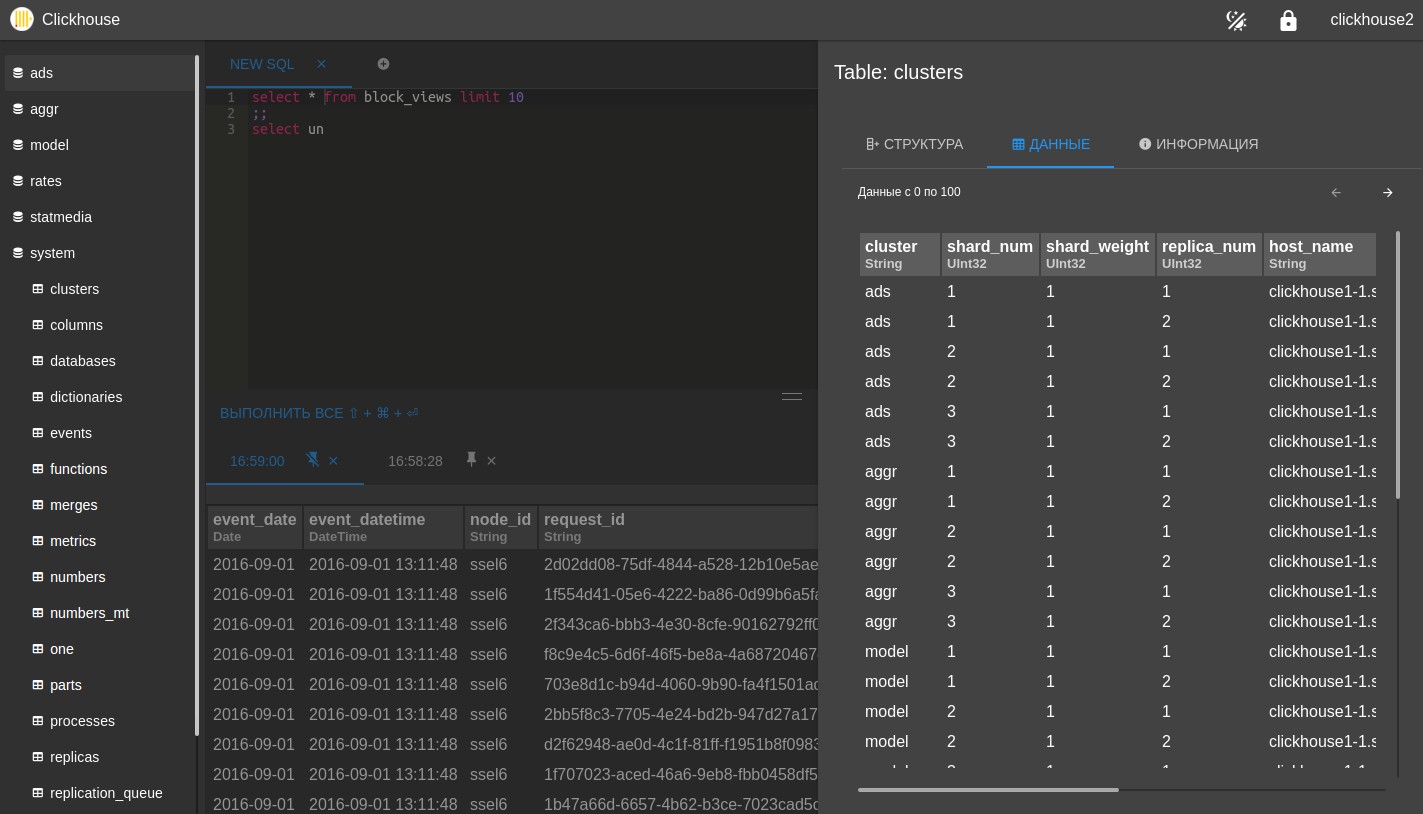 Clickhouse
clickhouse2
ads
aggr
model
rates
statmedia
system
clusters
columns
databases
dictionaries
events
functions
merges
metrics
numbers
numbers_mt
one
parts
processes
replicas
replication_queue
NEW SQL ×
1 select * from block_views limit 10
2 ;;
3 select un
ВЫПОЛНИТЬ ВСЕ ⇧ + ⌘ + ⏎
16:59:00 × 16:58:28 ×
event_date event_datetime node_id request_id
Date DateTime String String
2016-09-01 2016-09-01 13:11:48 ssel6 2d02dd08-75df-4844-a528-12b10e5ae
2016-09-01 2016-09-01 13:11:48 ssel6 1f554d41-05e6-4222-ba86-0d99b6a5fa
2016-09-01 2016-09-01 13:11:48 ssel6 2f343ca6-bbb3-4e30-8cfe-90162792ff0
2016-09-01 2016-09-01 13:11:48 ssel6 f8c9e4c5-6d6f-46f5-be8a-4a68720467
2016-09-01 2016-09-01 13:11:48 ssel6 703e8d1c-b94d-4060-9b90-fa4f1501ad
2016-09-01 2016-09-01 13:11:48 ssel6 2bb5f8c3-7705-4e24-bd2b-947d27a17
2016-09-01 2016-09-01 13:11:48 ssel6 d2f62948-ae0d-4c1f-81ff-f1951b8f0983
2016-09-01 2016-09-01 13:11:48 ssel6 1f707023-aced-46a6-9eb8-fbb0458df5
2016-09-01 2016-09-01 13:11:48 ssel6 1b47a66d-6657-4b62-b3ce-7023cad5c
Table: clusters
СТРУКТУРА ДАННЫЕ ИНФОРМАЦИЯ
Данные с 0 по 100
cluster shard_num shard_weight replica_num host_name
String UInt32 UInt32 UInt32 String
ads 1 1 1 clickhouse1-1.s
ads 1 1 2 clickhouse1-1.s
ads 2 1 1 clickhouse1-1.s
ads 2 1 2 clickhouse1-1.s
ads 3 1 1 clickhouse1-1.s
ads 3 1 2 clickhouse1-1.s
aggr 1 1 1 clickhouse1-1.s
aggr 1 1 2 clickhouse1-1.s
aggr 2 1 1 clickhouse1-1.s
aggr 2 1 2 clickhouse1-1.s
aggr 3 1 1 clickhouse1-1.s
aggr 3 1 2 clickhouse1-1.s
model 1 1 1 clickhouse1-1.s
model 1 1 2 clickhouse1-1.s
model 2 1 1 clickhouse1-1.s
model 2 1 2 clickhouse1-1.s